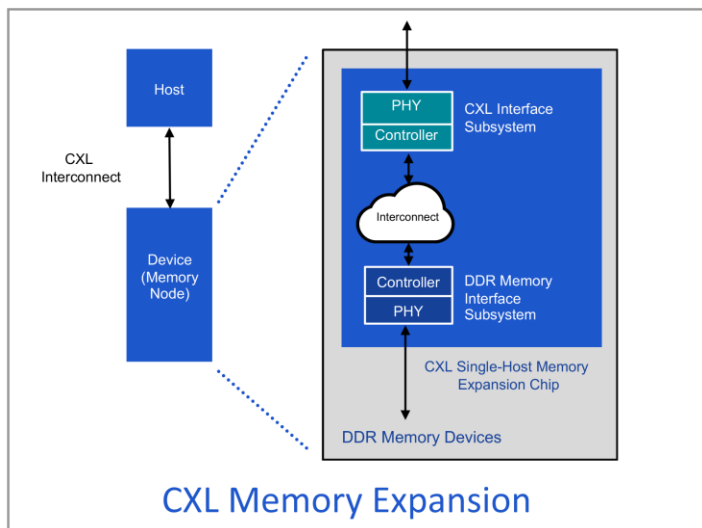 Host
CXL
Interconnect
Device
(Memory
Node)
PHY
Controller
CXL Interface
Subsystem
Interconnect
Controller
PHY
DDR Memory
Interface
Subsystem
CXL Single-Host Memory
Expansion Chip
DDR Memory Devices
CXL Memory Expansion